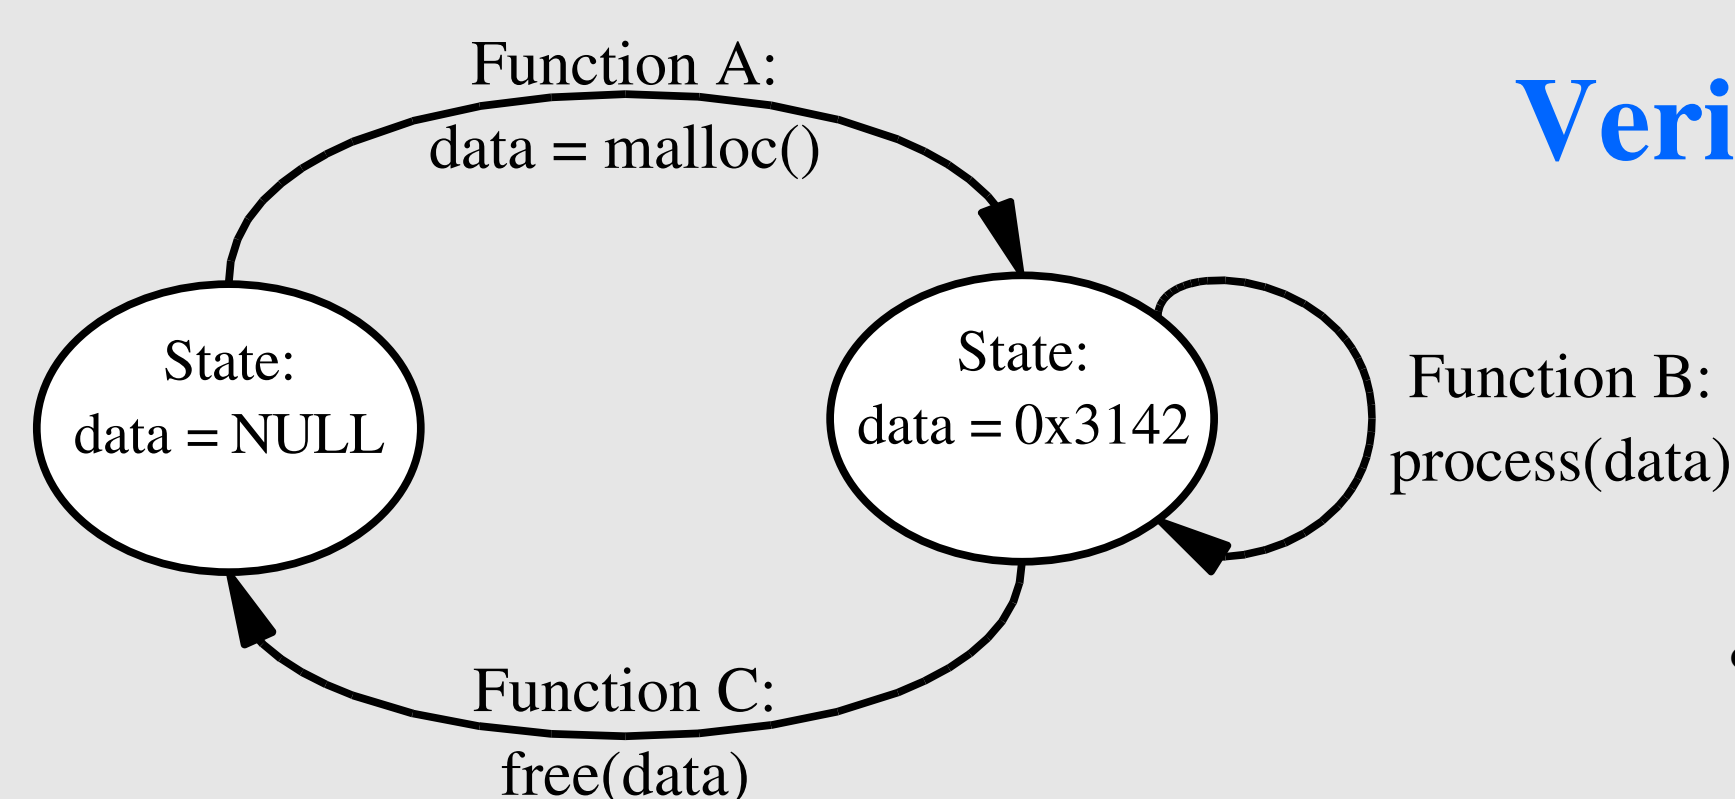 Function A:
data = malloc()
Veri
State:
data = NULL
State:
data = 0x3142
Function B:
process(data)
Function C:
free(data)